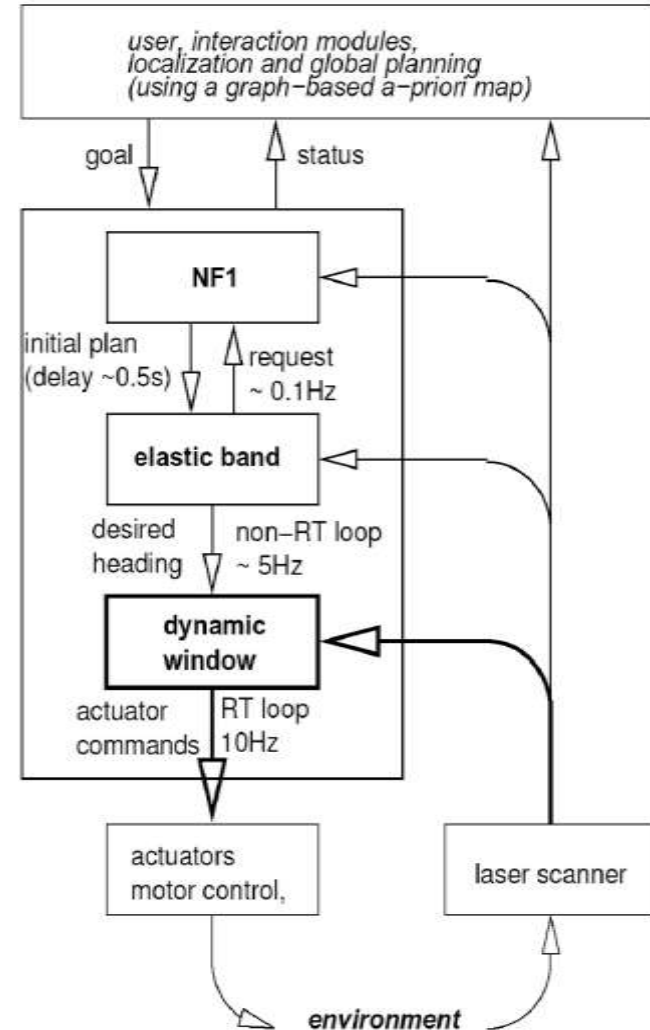 user, interaction modules,
localization and global planning
(using a graph-based a-priori map)
goal
status
NF1
initial plan
(delay ~0.5s)
request
~ 0.1Hz
elastic band
desired
heading
non-RT loop
~ 5Hz
dynamic
window
actuator
commands
RT loop
10Hz
actuators
motor control,
laser scanner
environment